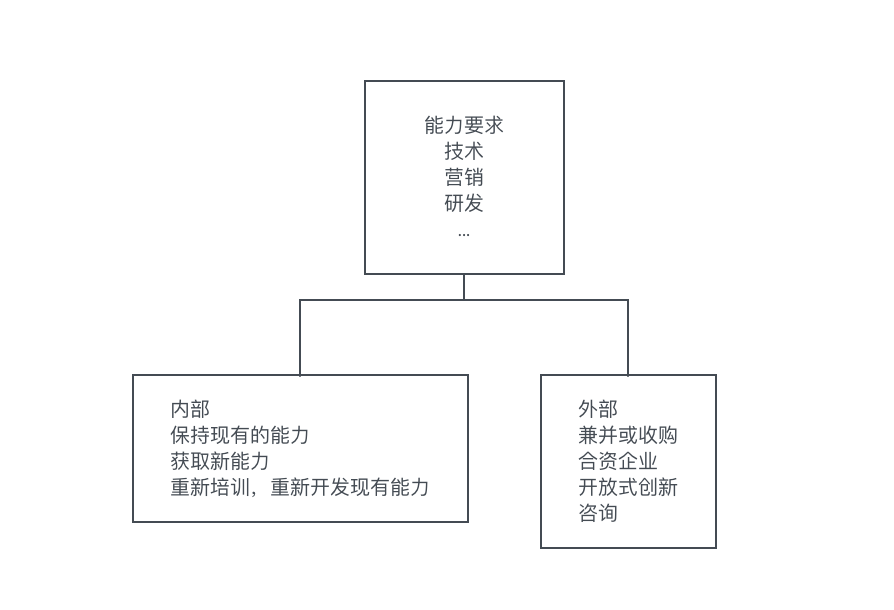 能力要求
技术
营销
研发
...
内部
保持现有的能力
获取新能力
重新培训，重新开发现有能力
外部
兼并或收购
合资企业
开放式创新
咨询